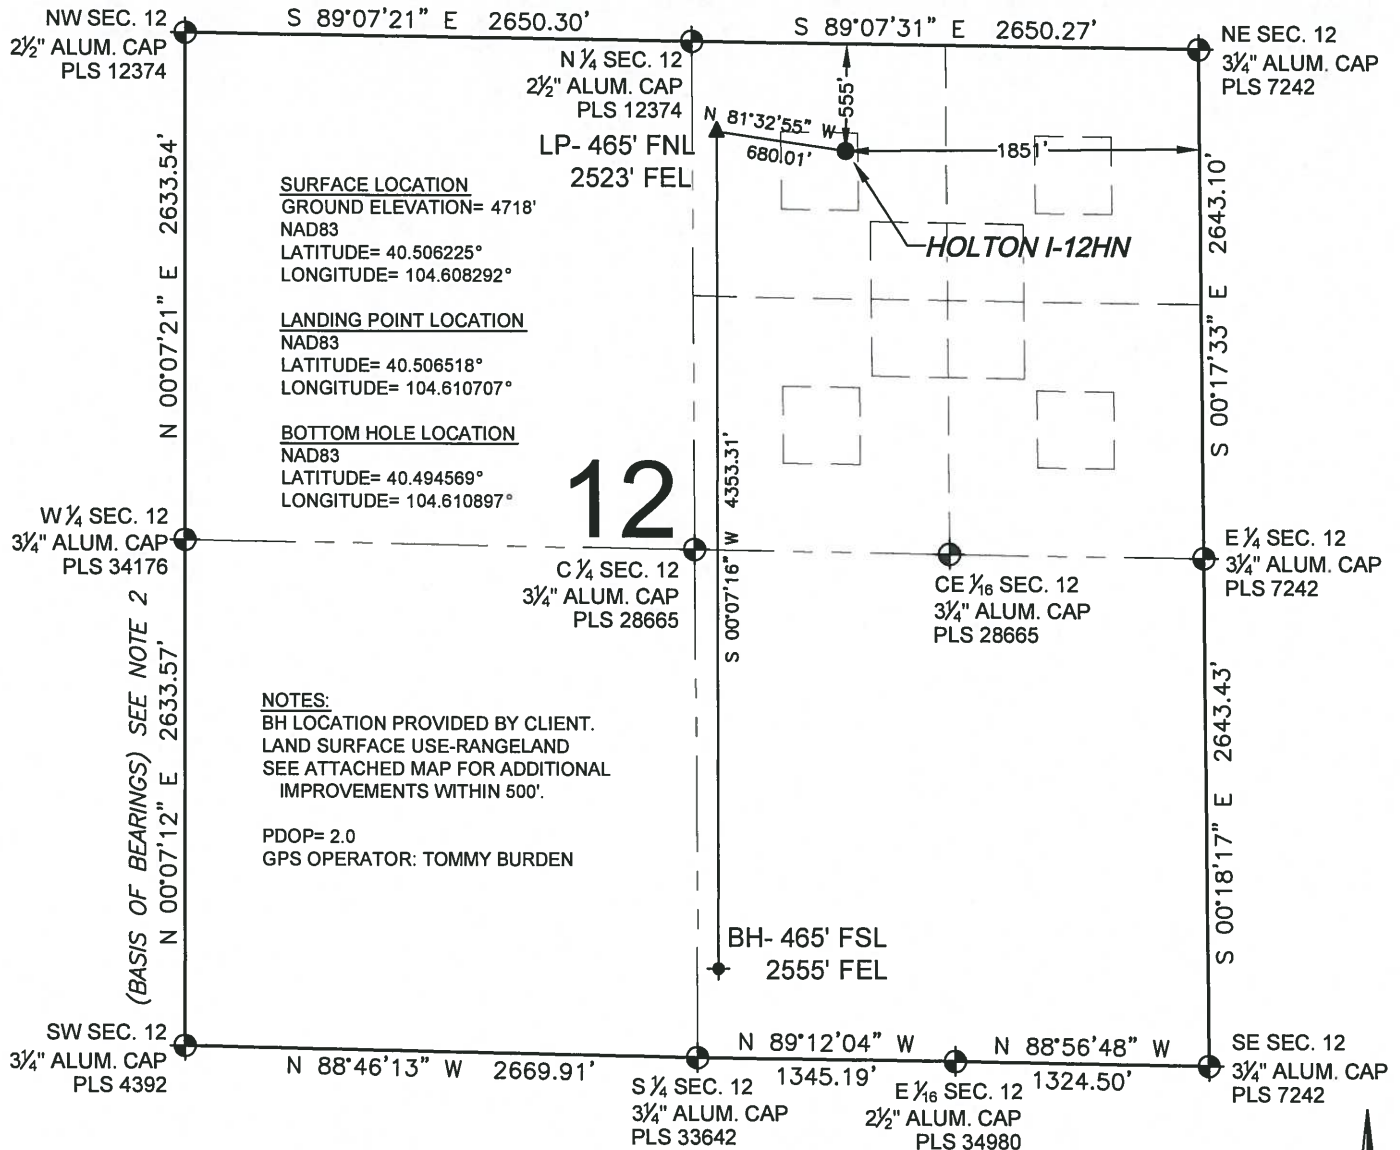 NW SEC. 12
2½" ALUM. CAP
PLS 12374
S 89°07'21" E 2650.30'
N ¼ SEC. 12
2½" ALUM. CAP
PLS 12374
S 89°07'31" E 2650.27'
NE SEC. 12
3¼" ALUM. CAP
PLS 7242
555'
N 81°32'55" W
680.01'
1851'
LP- 465' FNL
2523' FEL
HOLTON I-12HN
N 00°07'21" E 2633.54'
S 00°17'33" E 2643.10'
SURFACE LOCATION
GROUND ELEVATION= 4718'
NAD83
LATITUDE= 40.506225°
LONGITUDE= 104.608292°
LANDING POINT LOCATION
NAD83
LATITUDE= 40.506518°
LONGITUDE= 104.610707°
BOTTOM HOLE LOCATION
NAD83
LATITUDE= 40.494569°
LONGITUDE= 104.610897°
12
S 00°07'16" W 4353.31'
W ¼ SEC. 12
3¼" ALUM. CAP
PLS 34176
C ¼ SEC. 12
3¼" ALUM. CAP
PLS 28665
CE 1⁄16 SEC. 12
3¼" ALUM. CAP
PLS 28665
E ¼ SEC. 12
3¼" ALUM. CAP
PLS 7242
(BASIS OF BEARINGS) SEE NOTE 2
N 00°07'12" E 2633.57'
NOTES:
BH LOCATION PROVIDED BY CLIENT.
LAND SURFACE USE-RANGELAND
SEE ATTACHED MAP FOR ADDITIONAL
IMPROVEMENTS WITHIN 500'.
PDOP= 2.0
GPS OPERATOR: TOMMY BURDEN
S 00°18'17" E 2643.43'
BH- 465' FSL
2555' FEL
SW SEC. 12
3¼" ALUM. CAP
PLS 4392
N 88°46'13" W 2669.91'
S ¼ SEC. 12
3¼" ALUM. CAP
PLS 33642
N 89°12'04" W
1345.19'
E 1⁄16 SEC. 12
2½" ALUM. CAP
PLS 34980
N 88°56'48" W
1324.50'
SE SEC. 12
3¼" ALUM. CAP
PLS 7242